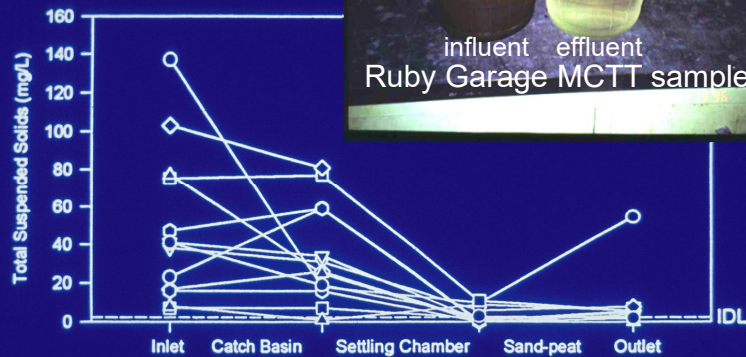 influent effluent
Ruby Garage MCTT sample
Total Suspended Solids (mg/L)
160
140
120
100
80
60
40
20
0
IDL
Inlet Catch Basin Settling Chamber Sand-peat Outlet